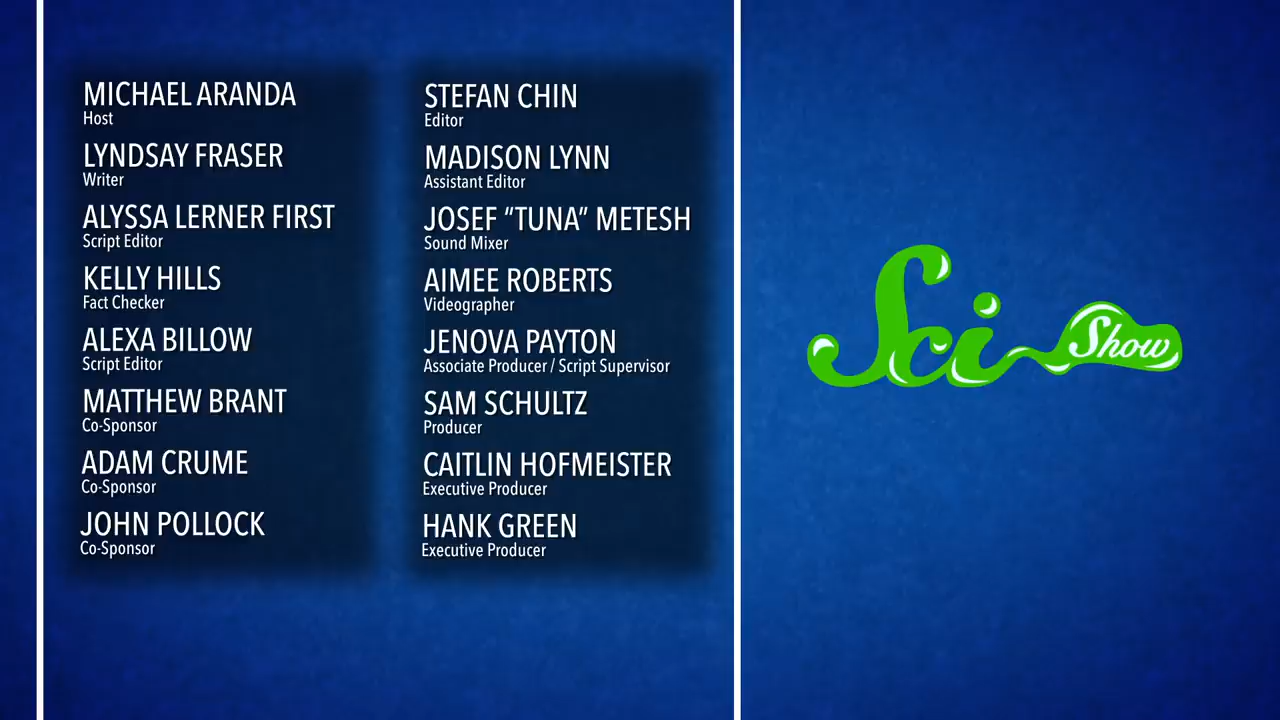 MICHAEL ARANDA
Host
LYNDSAY FRASER
Writer
ALYSSA LERNER FIRST
Script Editor
KELLY HILLS
Fact Checker
ALEXA BILLOW
Script Editor
MATTHEW BRANT
Co-Sponsor
ADAM CRUME
Co-Sponsor
JOHN POLLOCK
Co-Sponsor
STEFAN CHIN
Editor
MADISON LYNN
Assistant Editor
JOSEF “TUNA” METESH
Sound Mixer
AIMEE ROBERTS
Videographer
JENOVA PAYTON
Associate Producer / Script Supervisor
SAM SCHULTZ
Producer
CAITLIN HOFMEISTER
Executive Producer
HANK GREEN
Executive Producer
Sci Show